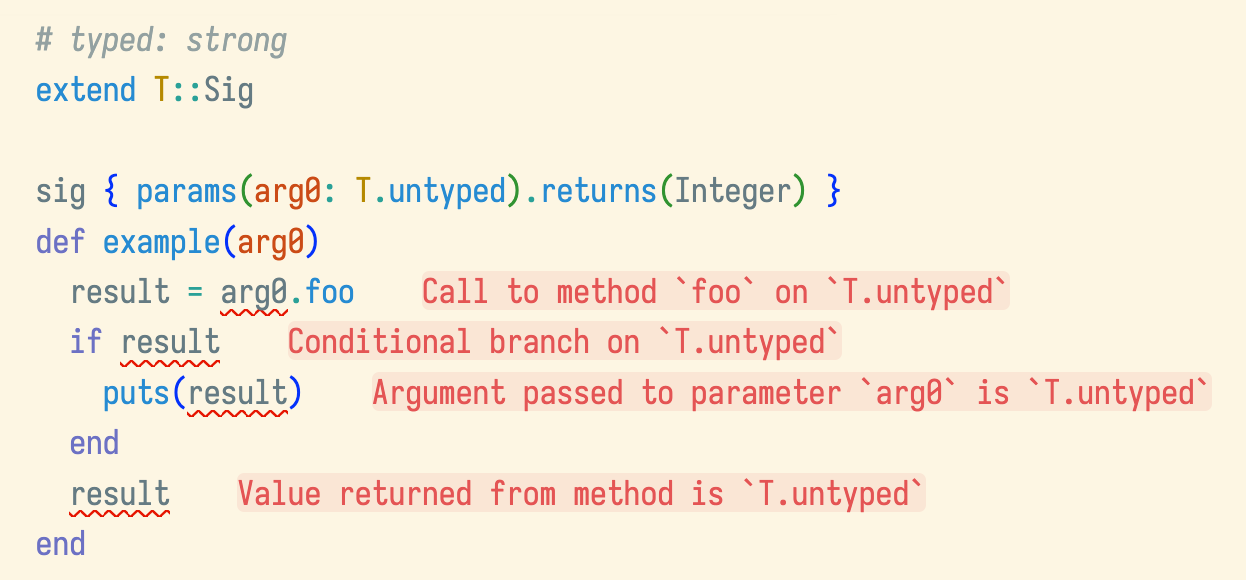 # typed: strong
extend T::Sig

sig { params(arg0: T.untyped).returns(Integer) }
def example(arg0)
  result = arg0.foo    Call to method `foo` on `T.untyped`
  if result    Conditional branch on `T.untyped`
    puts(result)    Argument passed to parameter `arg0` is `T.untyped`
  end
  result    Value returned from method is `T.untyped`
end